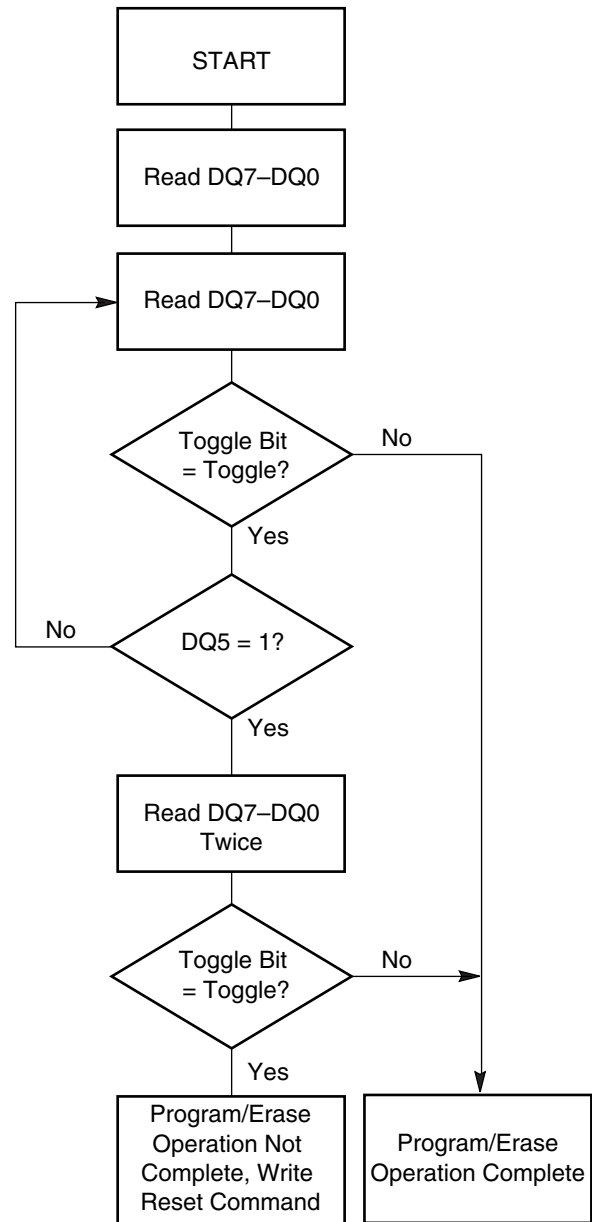 START
Read DQ7–DQ0
Read DQ7–DQ0
Toggle Bit
= Toggle?
No
Yes
No
DQ5 = 1?
Yes
Read DQ7–DQ0
Twice
Toggle Bit
= Toggle?
No
Yes
Program/Erase
Operation Not
Complete, Write
Reset Command
Program/Erase
Operation Complete